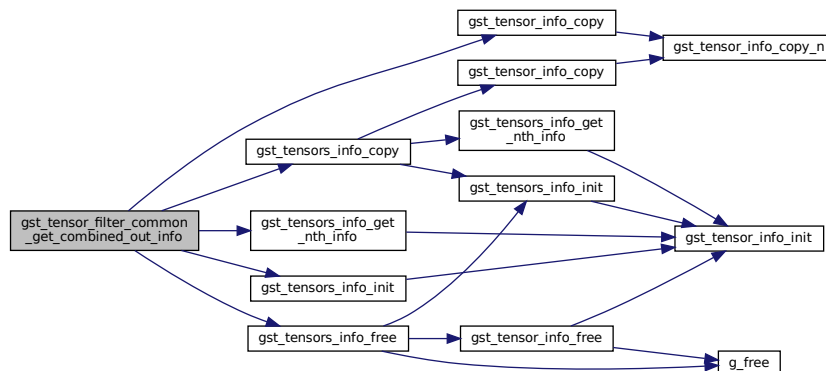 gst_tensor_info_copy
gst_tensor_info_copy_n
gst_tensor_info_copy
gst_tensors_info_get
_nth_info
gst_tensors_info_copy
gst_tensors_info_init
gst_tensor_filter_common
_get_combined_out_info
gst_tensors_info_get
_nth_info
gst_tensor_info_init
gst_tensors_info_init
gst_tensors_info_free
gst_tensor_info_free
g_free